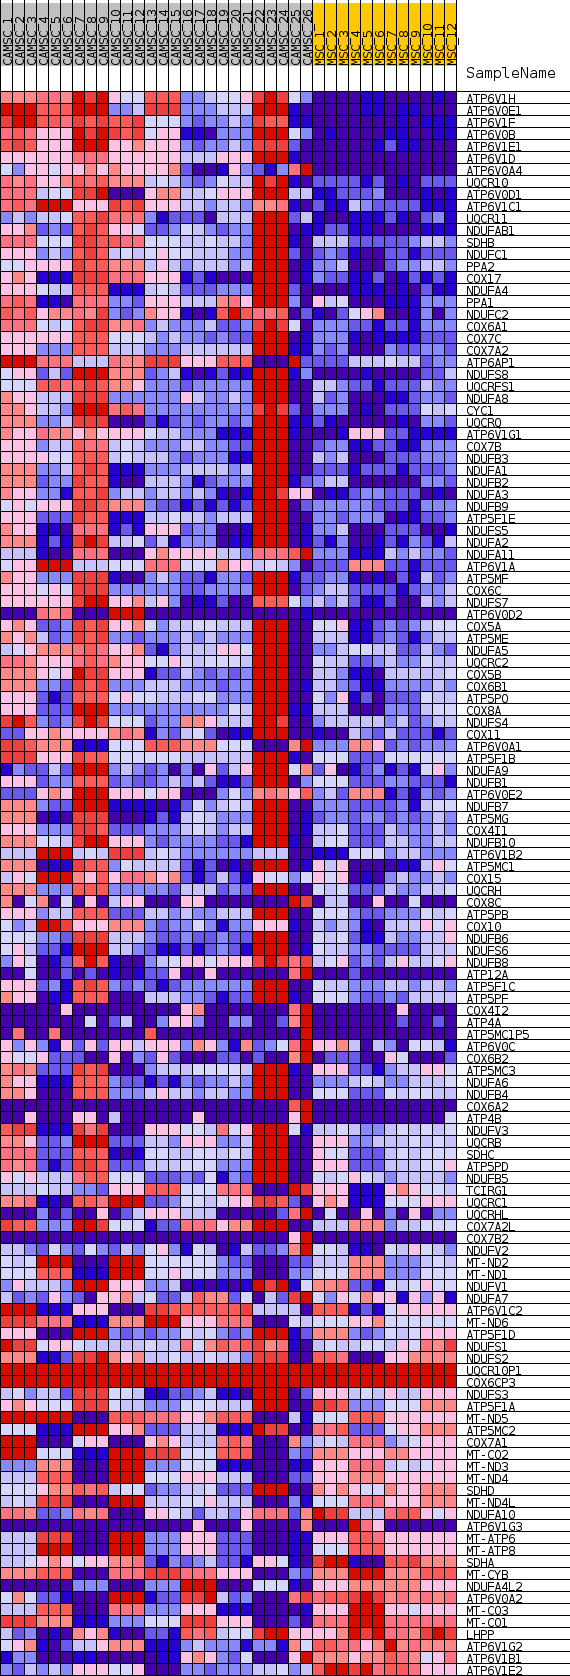 CAMSC_1
CAMSC_2
CAMSC_3
CAMSC_4
CAMSC_5
CAMSC_6
CAMSC_7
CAMSC_8
CAMSC_9
CAMSC_10
CAMSC_11
CAMSC_12
CAMSC_13
CAMSC_14
CAMSC_15
CAMSC_16
CAMSC_17
CAMSC_18
CAMSC_19
CAMSC_20
CAMSC_21
CAMSC_22
CAMSC_23
CAMSC_24
CAMSC_25
CAMSC_26
MSC_1
MSC_2
MSC_3
MSC_4
MSC_5
MSC_6
MSC_7
MSC_8
MSC_9
MSC_10
MSC_11
MSC_12
SampleName
ATP6V1H
ATP6V0E1
ATP6V1F
ATP6V0B
ATP6V1E1
ATP6V1D
ATP6V0A4
UQCR10
ATP6V0D1
ATP6V1C1
UQCR11
NDUFAB1
SDHB
NDUFC1
PPA2
COX17
NDUFA4
PPA1
NDUFC2
COX6A1
COX7C
COX7A2
ATP6AP1
NDUFS8
UQCRFS1
NDUFA8
CYC1
UQCRQ
ATP6V1G1
COX7B
NDUFB3
NDUFA1
NDUFB2
NDUFA3
NDUFB9
ATP5F1E
NDUFS5
NDUFA2
NDUFA11
ATP6V1A
ATP5MF
COX6C
NDUFS7
ATP6V0D2
COX5A
ATP5ME
NDUFA5
UQCRC2
COX5B
COX6B1
ATP5PO
COX8A
NDUFS4
COX11
ATP6V0A1
ATP5F1B
NDUFA9
NDUFB1
ATP6V0E2
NDUFB7
ATP5MG
COX4I1
NDUFB10
ATP6V1B2
ATP5MC1
COX15
UQCRH
COX8C
ATP5PB
COX10
NDUFB6
NDUFS6
NDUFB8
ATP12A
ATP5F1C
ATP5PF
COX4I2
ATP4A
ATP5MC1P5
ATP6V0C
COX6B2
ATP5MC3
NDUFA6
NDUFB4
COX6A2
ATP4B
NDUFV3
UQCRB
SDHC
ATP5PD
NDUFB5
TCIRG1
UQCRC1
UQCRHL
COX7A2L
COX7B2
NDUFV2
MT-ND2
MT-ND1
NDUFV1
NDUFA7
ATP6V1C2
MT-ND6
ATP5F1D
NDUFS1
NDUFS2
UQCR10P1
COX6CP3
NDUFS3
ATP5F1A
MT-ND5
ATP5MC2
COX7A1
MT-CO2
MT-ND3
MT-ND4
SDHD
MT-ND4L
NDUFA10
ATP6V1G3
MT-ATP6
MT-ATP8
SDHA
MT-CYB
NDUFA4L2
ATP6V0A2
MT-CO3
MT-CO1
LHPP
ATP6V1G2
ATP6V1B1
ATP6V1E2